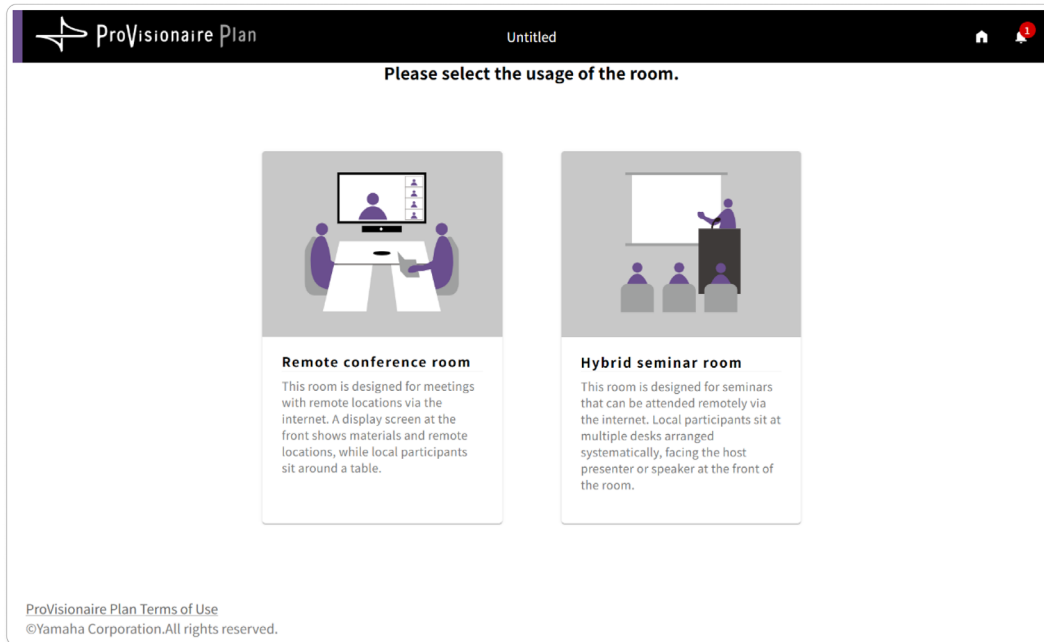 ProVisionaire Plan
Untitled
1
Please select the usage of the room.
Remote conference room
This room is designed for meetings
with remote locations via the
internet. A display screen at the
front shows materials and remote
locations, while local participants
sit around a table.
Hybrid seminar room
This room is designed for seminars
that can be attended remotely via
the internet. Local participants sit at
multiple desks arranged
systematically, facing the host
presenter or speaker at the front of
the room.
ProVisionaire Plan Terms of Use
©Yamaha Corporation.All rights reserved.